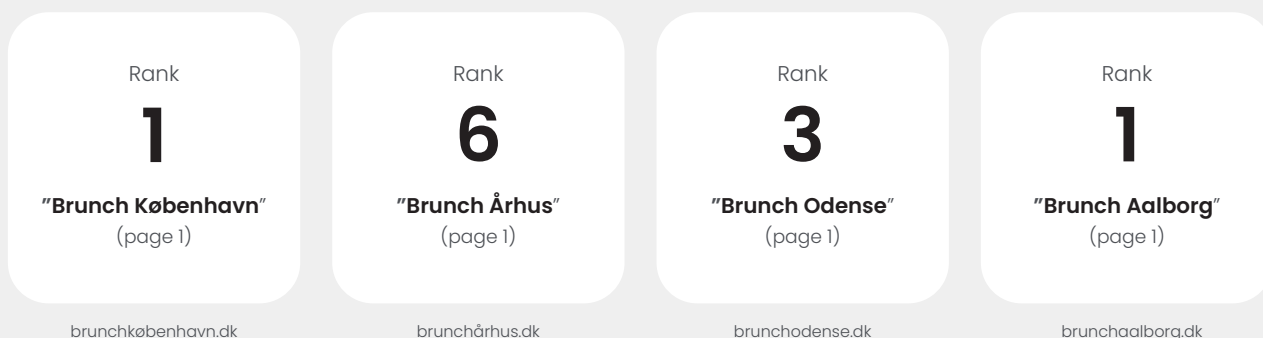 Rank
1
”Brunch København”
(page 1)
brunchkøbenhavn.dk
Rank
6
”Brunch Århus”
(page 1)
brunchårhus.dk
Rank
3
”Brunch Odense”
(page 1)
brunchodense.dk
Rank
1
”Brunch Aalborg”
(page 1)
brunchaalborg.dk